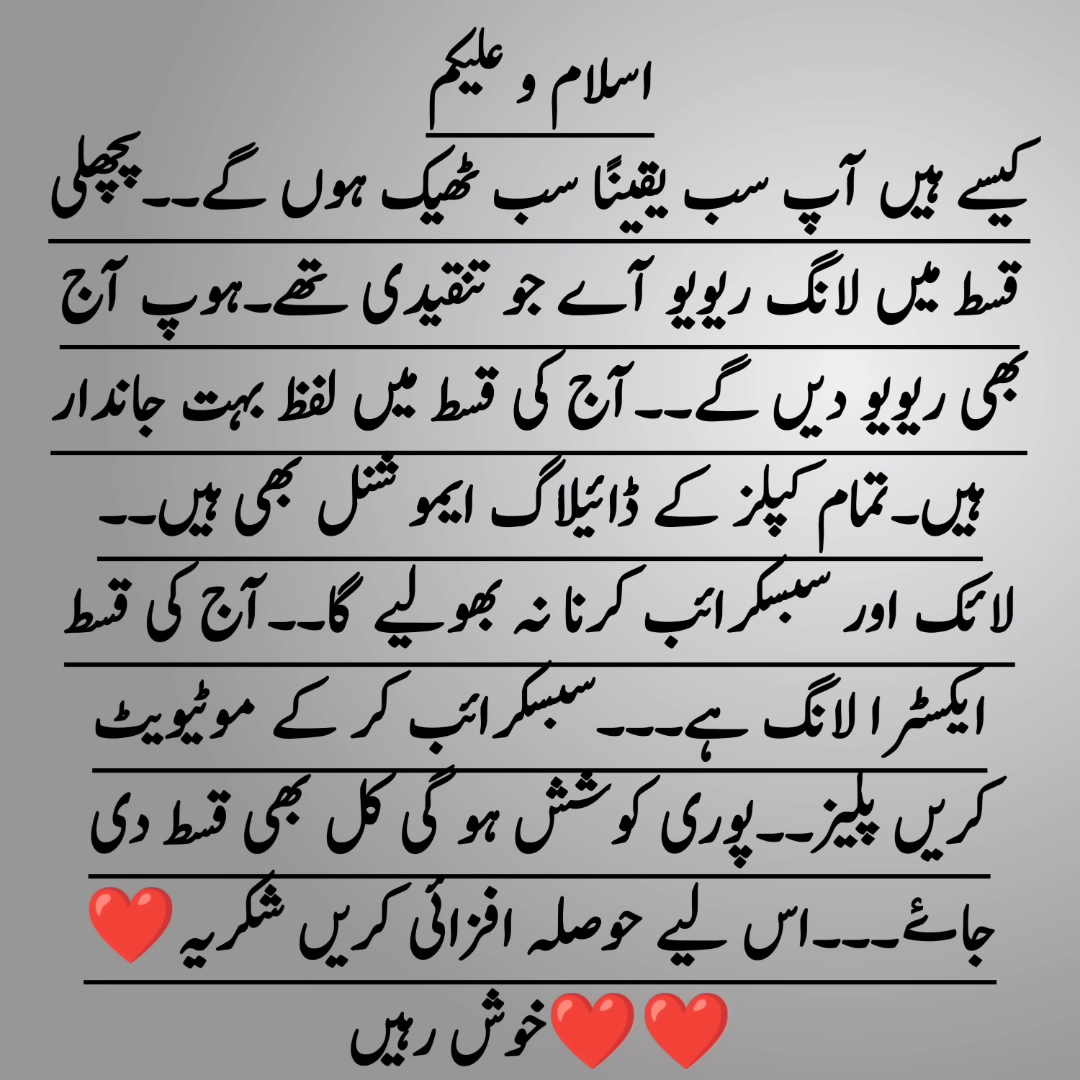 اسلام و علیکم
کیسے ہیں آپ سب یقیناً سب ٹھیک ہوں گے۔۔پچھلی
قسط میں لانگ ریویو آے جو تنقیدی تھے۔ہوپ آج
بھی ریویو دیں گے۔۔آج کی قسط میں لفظ بہت جاندار
ہیں۔تمام کپلز کے ڈائیلاگ ایمو شنل بھی ہیں۔۔
لائک اور سبسکرائب کرنا نہ بھولیے گا۔۔آج کی قسط
ایکسٹرا لانگ ہے۔۔۔سبسکرائب کر کے موٹیویٹ
کریں پلیز۔۔پوری کوشش ہو گی کل بھی قسط دی
جائے۔۔۔اس لیے حوصلہ افزائی کریں شکریہ ❤️
❤️❤️خوش رہیں